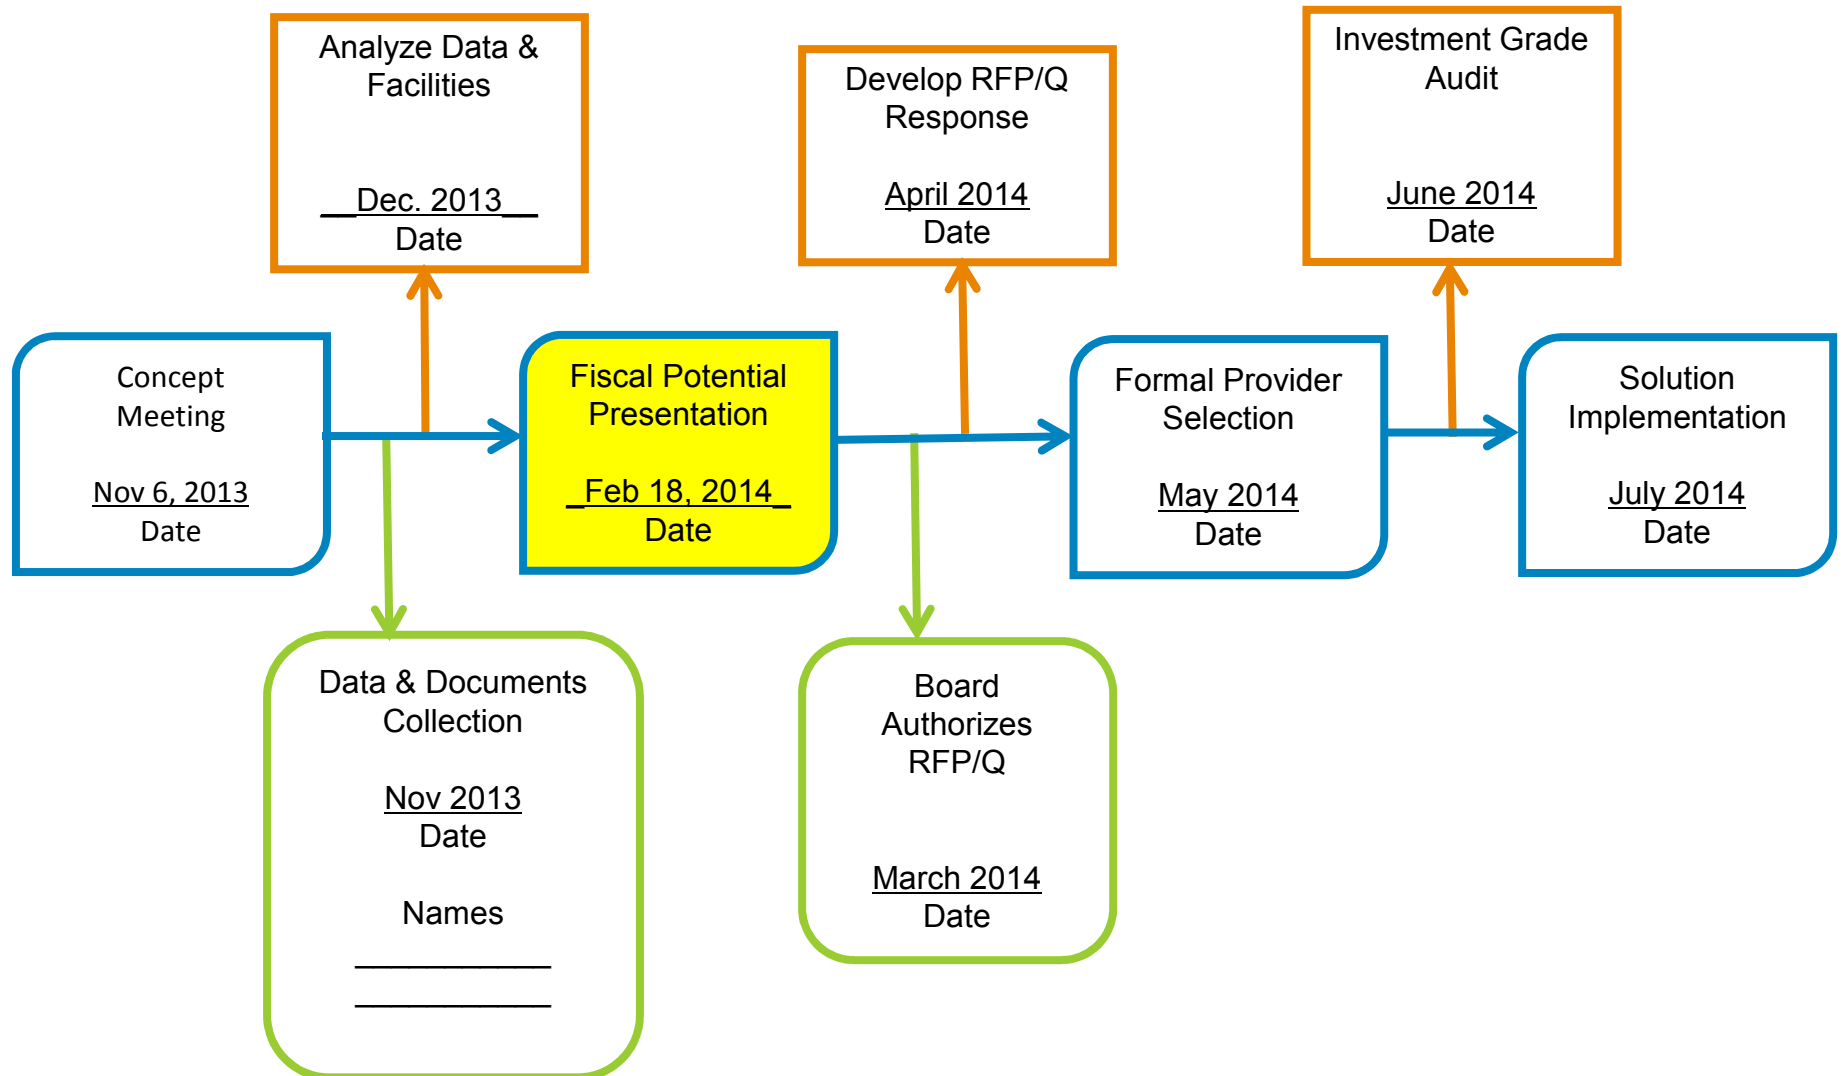 Analyze Data &
Facilities
__Dec. 2013__
Date
Develop RFP/Q
Response
April 2014
Date
Investment Grade
Audit
June 2014
Date
Concept
Meeting
Nov 6, 2013
Date
Fiscal Potential
Presentation
_Feb 18, 2014_
Date
Formal Provider
Selection
May 2014
Date
Solution
Implementation
July 2014
Date
Data & Documents
Collection
Nov 2013
Date
Names
___________
___________
Board
Authorizes
RFP/Q
March 2014
Date